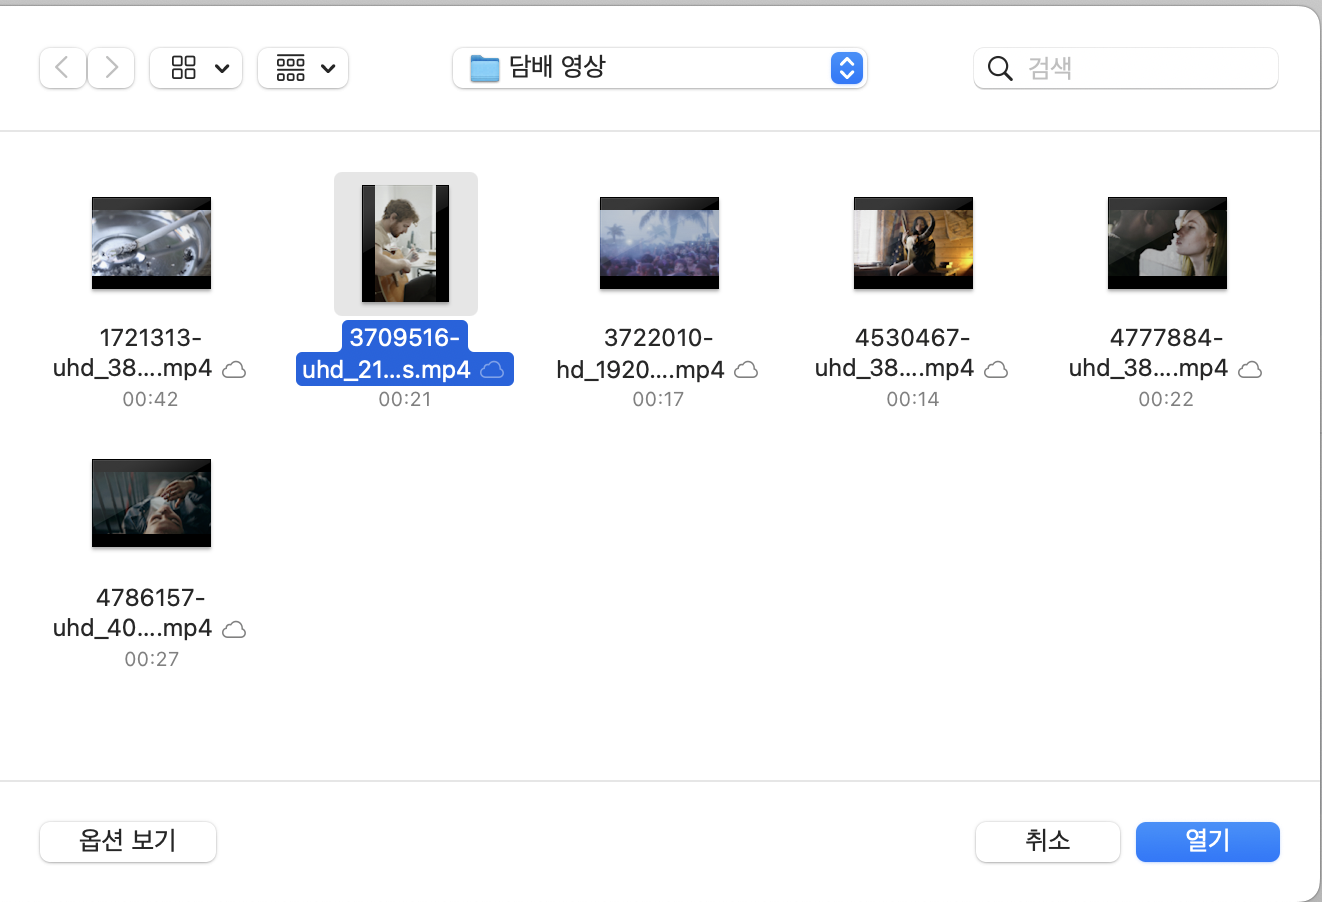 담배 영상
검색
1721313-
uhd_38....mp4
00:42
3709516-
uhd_21...s.mp4
00:21
3722010-
hd_1920....mp4
00:17
4530467-
uhd_38....mp4
00:14
4777884-
uhd_38....mp4
00:22
4786157-
uhd_40....mp4
00:27
옵션 보기
취소
열기